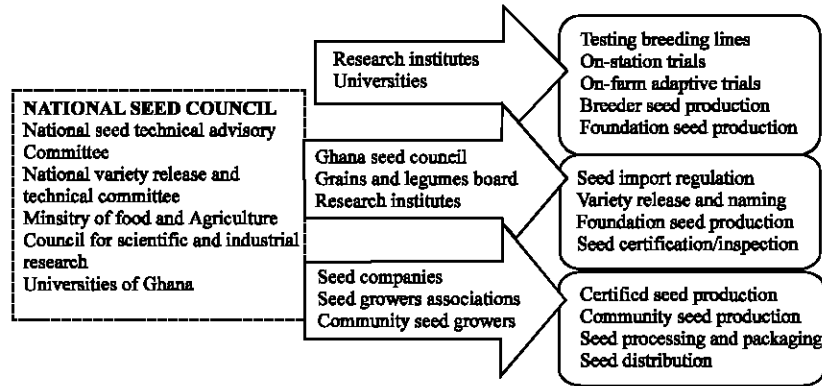 NATIONAL SEED COUNCIL
National seed technical advisory
Committee
National variety release and
technical committee
Minsitry of food and Agriculture
Council for scientific and industrial
research
Universities of Ghana
Research institutes
Universities
Ghana seed council
Grains and legumes board
Research institutes
Seed companies
Seed growers associations
Community seed growers
Testing breeding lines
On-station trials
On-farm adaptive trials
Breeder seed production
Foundation seed production
Seed import regulation
Variety release and naming
Foundation seed production
Seed certification/inspection
Certified seed production
Community seed production
Seed processing and packaging
Seed distribution